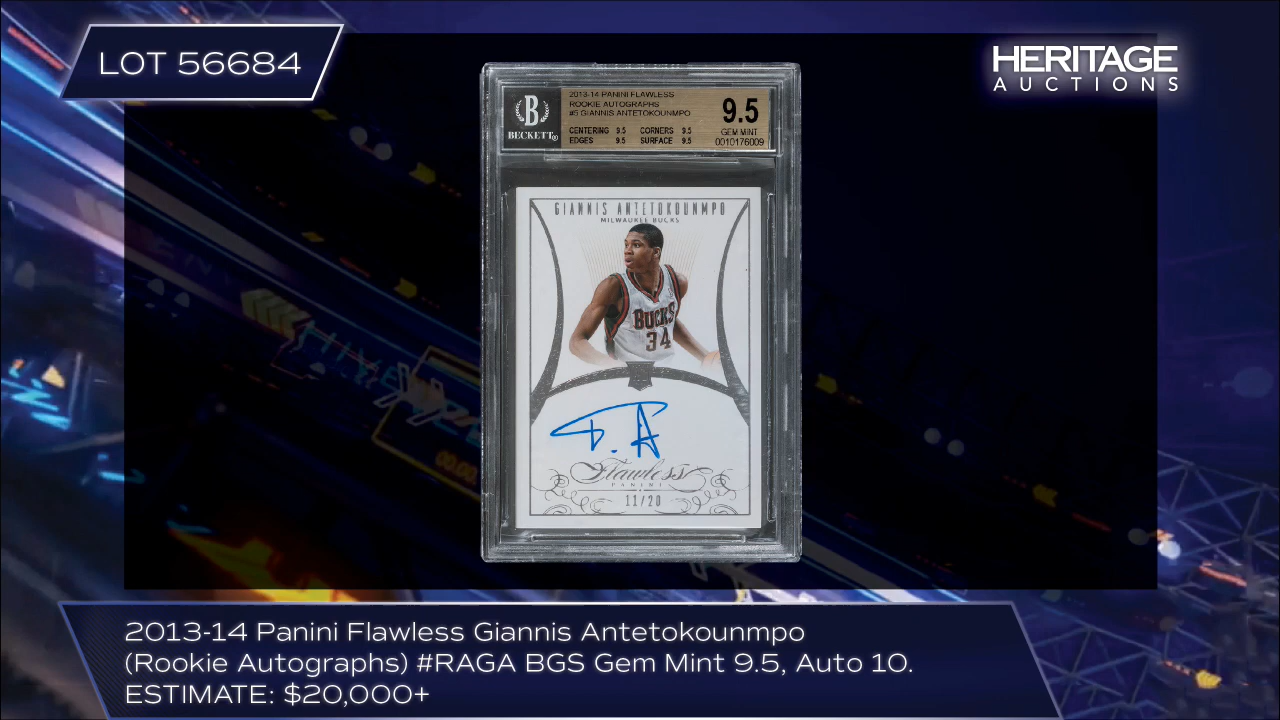 LOT 56684
HERITAGE
AUCTIONS
2013-14 PANINI FLAWLESS
ROOKIE AUTOGRAPHS
#5 GIANNIS ANTETOKOUNMPO
CENTERING 9.5 CORNERS 9.5
EDGES 9.5 SURFACE 9.5
9.5
GEM MINT
0010176009
B
BECKETT®
GIANNIS ANTETOKOUNMPO
MILWAUKEE BUCKS
BUCKS
34
Flawless
PANINI
11/20
2013-14 Panini Flawless Giannis Antetokounmpo
(Rookie Autographs) #RAGA BGS Gem Mint 9.5, Auto 10.
ESTIMATE: $20,000+